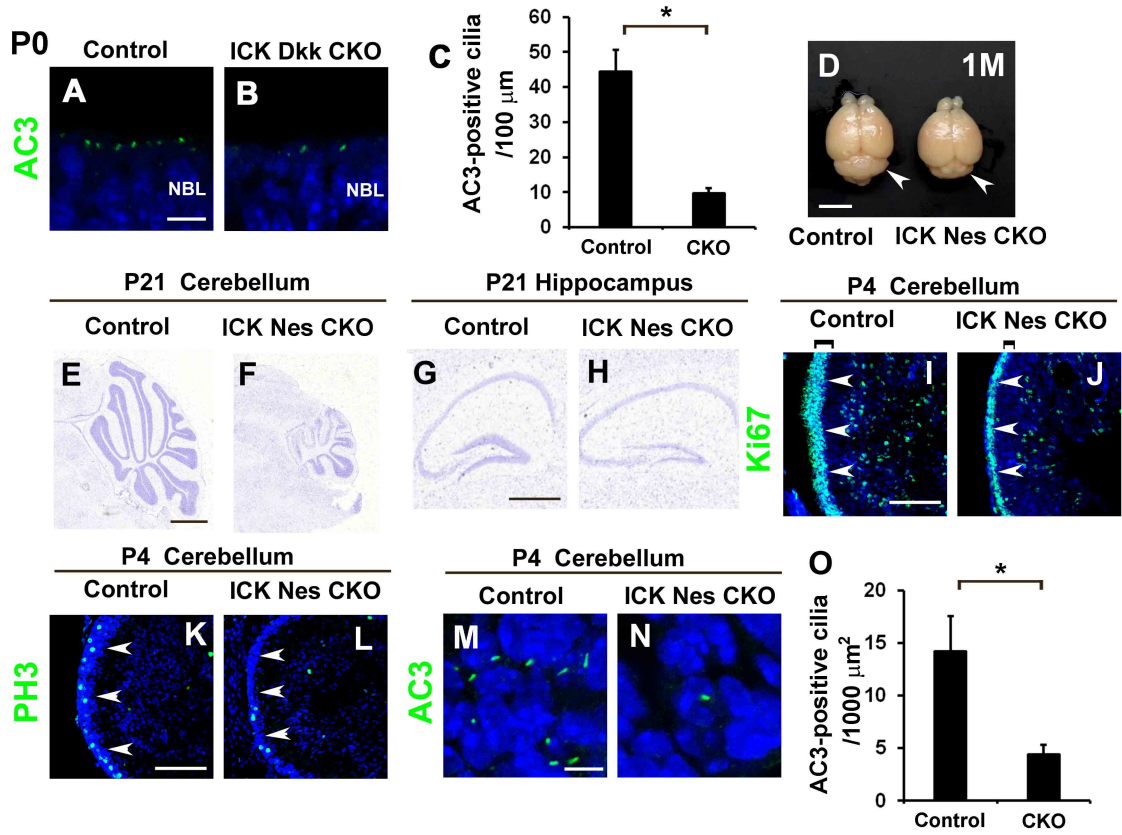 P0
Control
ICK Dkk CKO
AC3
A
NBL
B
NBL
C
AC3-positive cilia
/100 μm
60
50
40
30
20
10
0
*
Control
CKO
D
1M
Control
ICK Nes CKO
P21 Cerebellum
Control
ICK Nes CKO
E
F
P21 Hippocampus
Control
ICK Nes CKO
G
H
P4 Cerebellum
Control
ICK Nes CKO
Ki67
I
J
P4 Cerebellum
Control
ICK Nes CKO
PH3
K
L
P4 Cerebellum
Control
ICK Nes CKO
AC3
M
N
O
AC3-positive cilia
/1000 μm²
20
15
10
5
0
*
Control
CKO